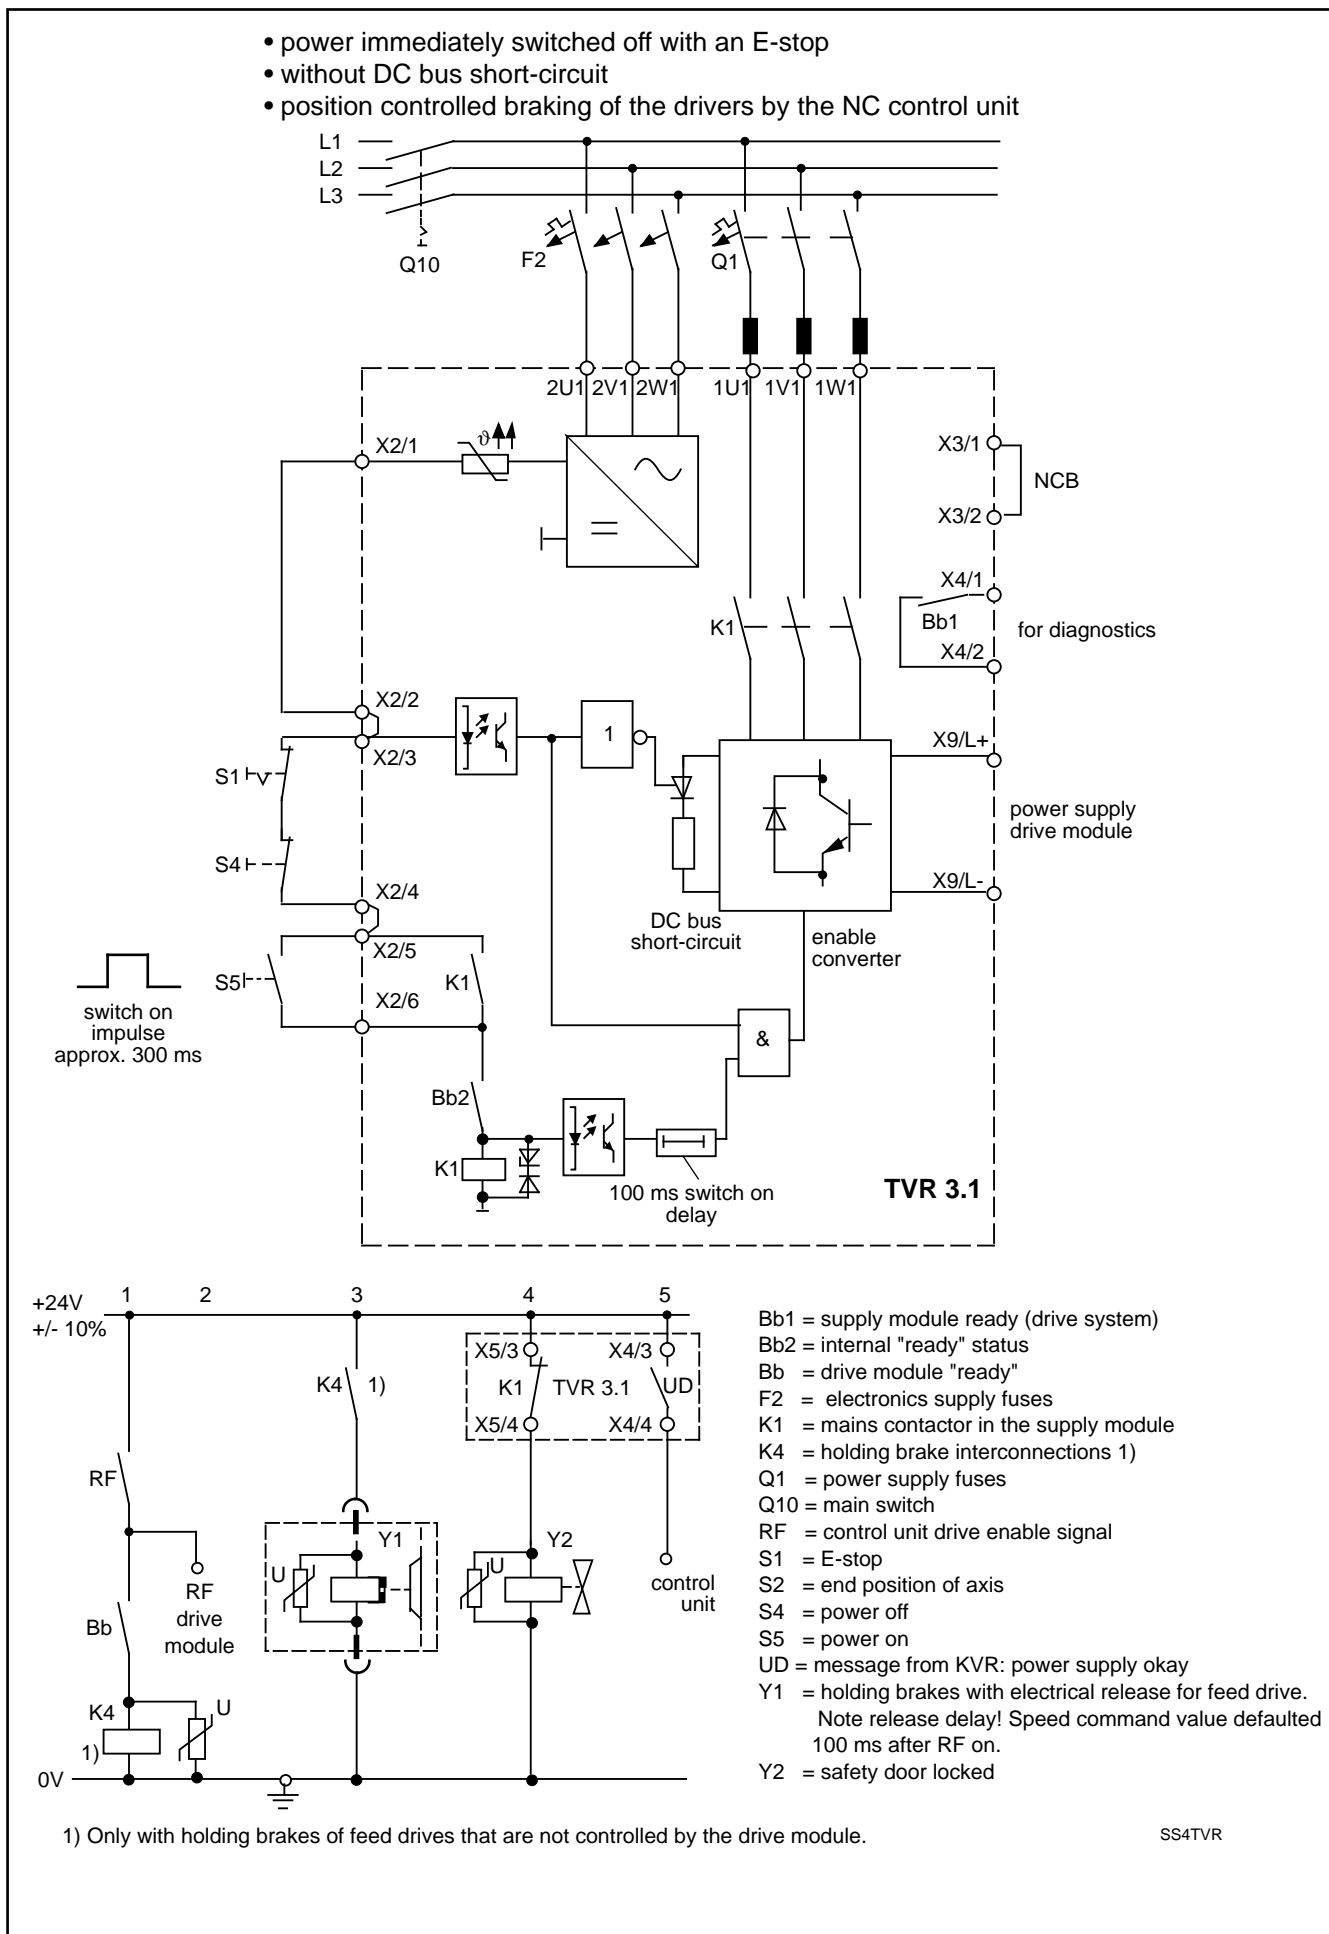 • power immediately switched off with an E-stop
• without DC bus short-circuit
• position controlled braking of the drivers by the NC control unit
L1
L2
L3
Q10
F2
Q1
2U1 2V1 2W1
1U1 1V1 1W1
X2/1
ϑ
X3/1
NCB
X3/2
X4/1
Bb1
for diagnostics
X4/2
K1
X2/2
X2/3
1
X9/L+
S1
power supply
drive module
S4
X2/4
X9/L-
DC bus
short-circuit
enable
converter
X2/5
S5
K1
X2/6
switch on
impulse
approx. 300 ms
&
Bb2
K1
100 ms switch on
delay
TVR 3.1
+24V
+/- 10%
1 2 3 4 5
X5/3 X4/3
K4 1)
K1 TVR 3.1 UD
X5/4 X4/4
RF
Y1
Y2
U
U
RF
drive
module
control
unit
Bb
K4
1)
U
0V
Bb1 = supply module ready (drive system)
Bb2 = internal "ready" status
Bb = drive module "ready"
F2 = electronics supply fuses
K1 = mains contactor in the supply module
K4 = holding brake interconnections 1)
Q1 = power supply fuses
Q10 = main switch
RF = control unit drive enable signal
S1 = E-stop
S2 = end position of axis
S4 = power off
S5 = power on
UD = message from KVR: power supply okay
Y1 = holding brakes with electrical release for feed drive.
Note release delay! Speed command value defaulted
100 ms after RF on.
Y2 = safety door locked
1) Only with holding brakes of feed drives that are not controlled by the drive module.
SS4TVR